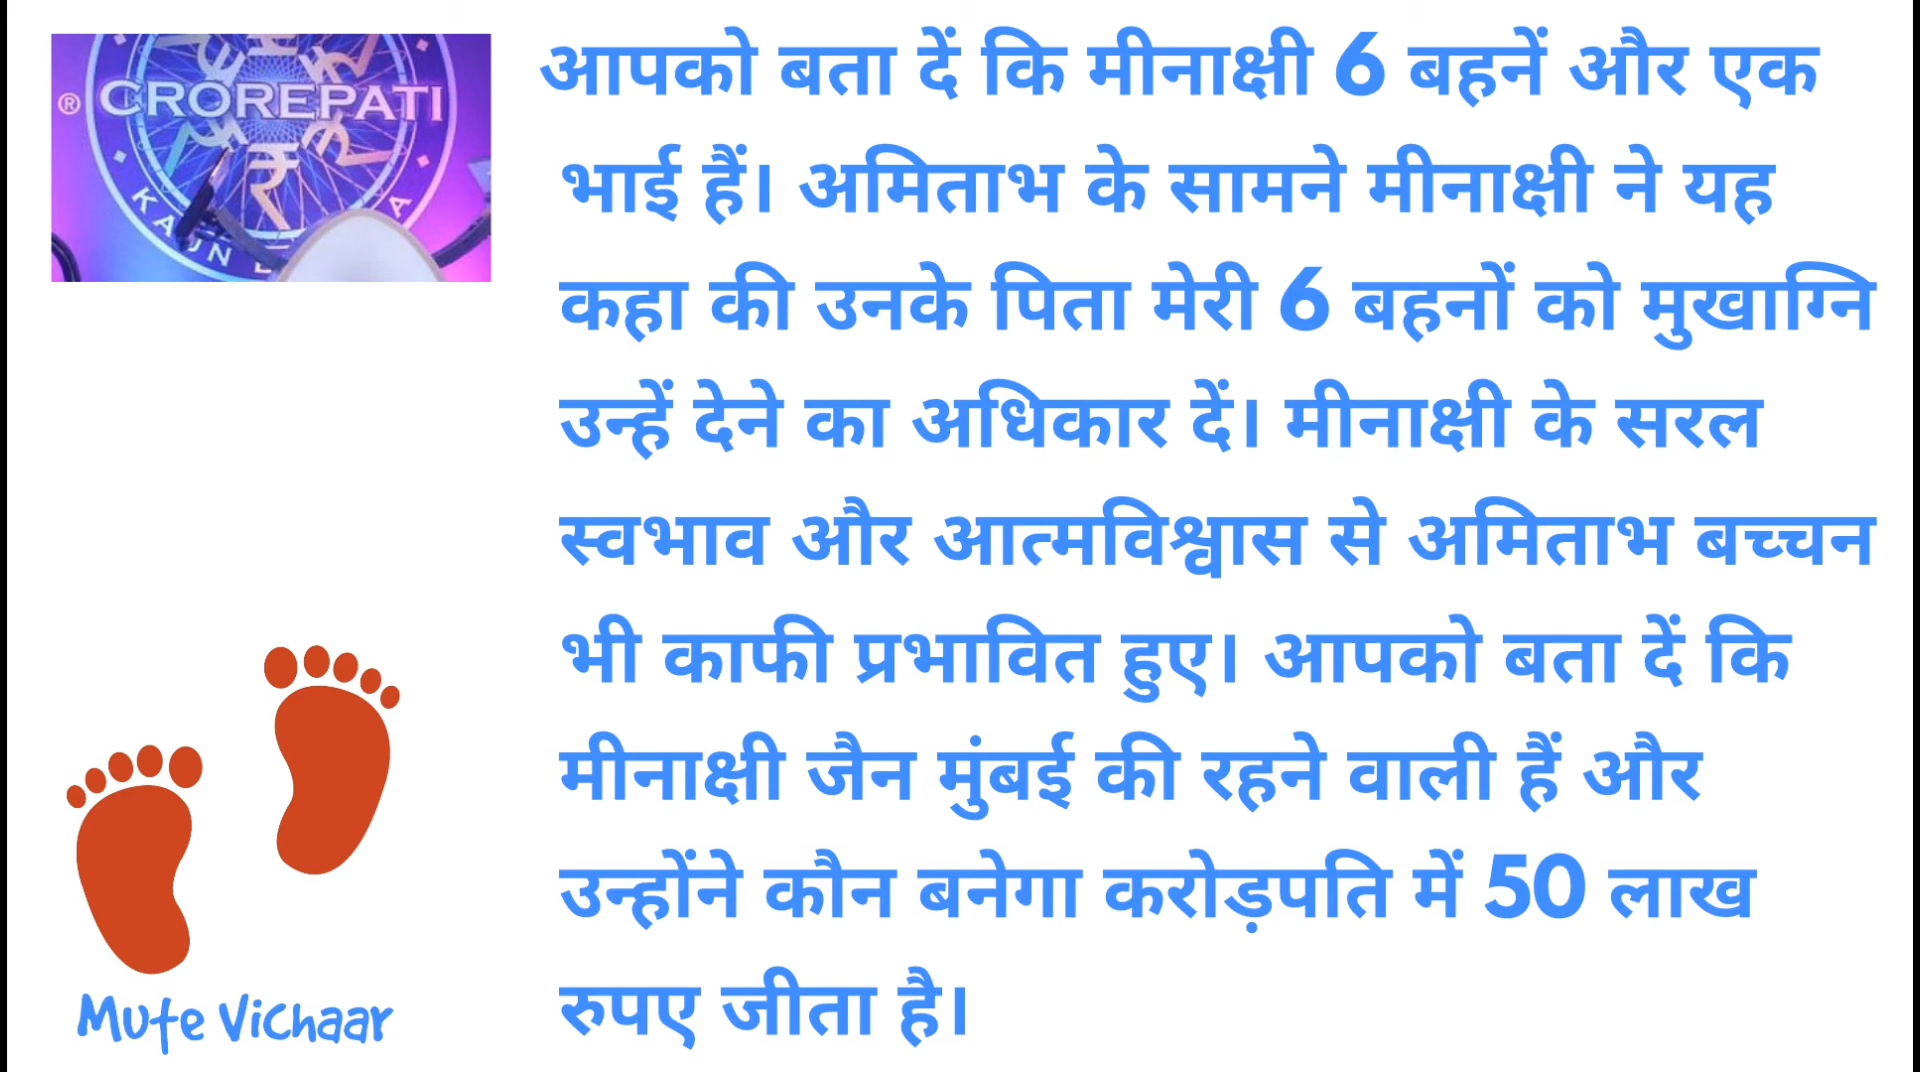 ® CROREPATI
KAUN
आपको बता दें कि मीनाक्षी 6 बहनें और एक
भाई हैं। अमिताभ के सामने मीनाक्षी ने यह
कहा की उनके पिता मेरी 6 बहनों को मुखाग्नि
उन्हें देने का अधिकार दें। मीनाक्षी के सरल
स्वभाव और आत्मविश्वास से अमिताभ बच्चन
भी काफी प्रभावित हुए। आपको बता दें कि
मीनाक्षी जैन मुंबई की रहने वाली हैं और
उन्होंने कौन बनेगा करोड़पति में 50 लाख
रुपए जीता है।
Mute Vichaar